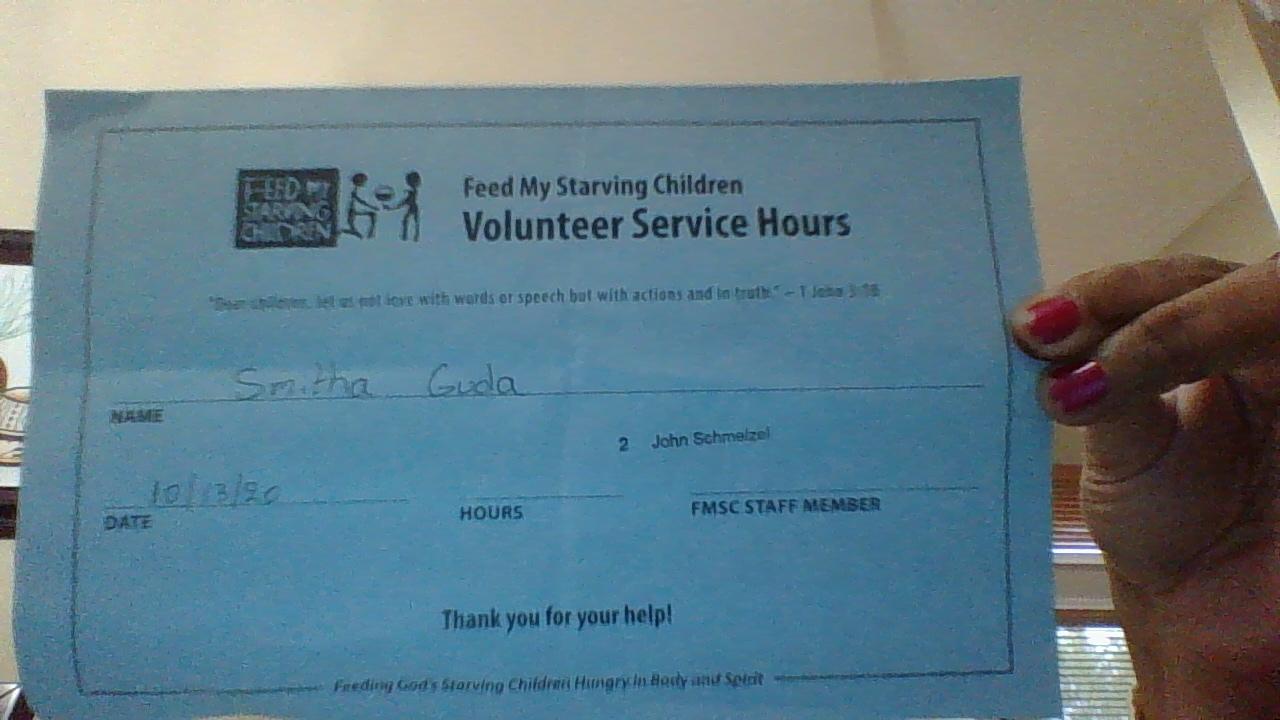 FEED MY
STARVING
CHILDREN
Feed My Starving Children
Volunteer Service Hours
"Dear children, let us not love with words or speech but with actions and in truth." – 1 John 3:18
Smitha Guda
NAME
2 John Schmelzel
10/13/20
DATE
HOURS
FMSC STAFF MEMBER
Thank you for your help!
Feeding God's Starving Children Hungry in Body and Spirit